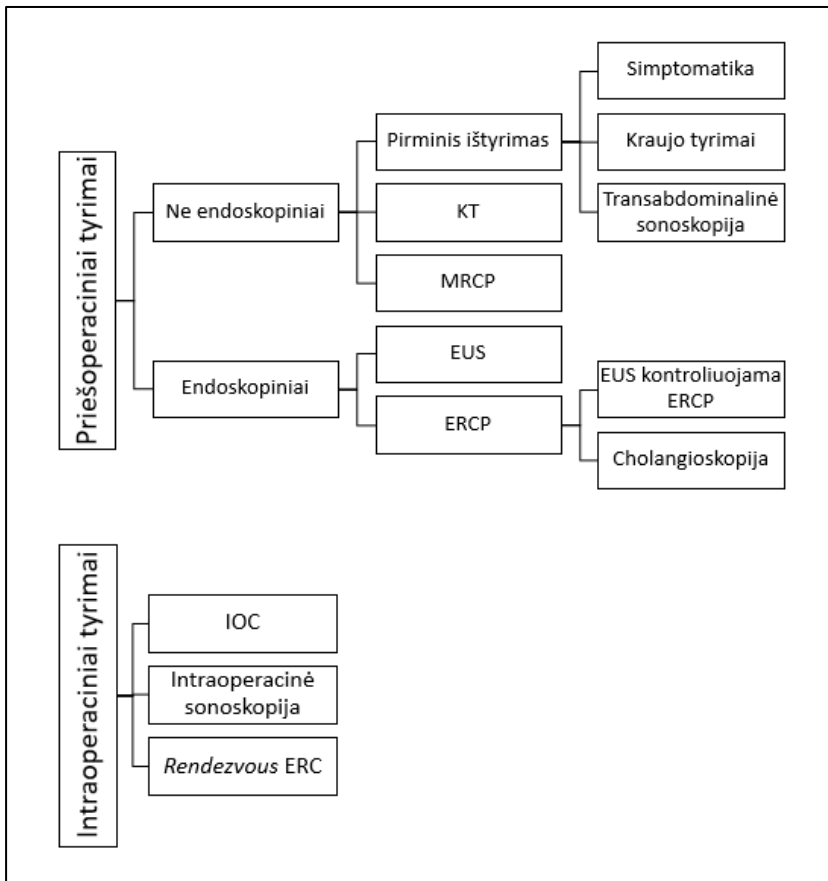 Priešoperaciniai tyrimai
Ne endoskopiniai
Pirminis ištyrimas
Simptomatika
Kraujo tyrimai
Transabdominalinė
sonoskopija
KT
MRCP
Endoskopiniai
EUS
ERCP
EUS kontroliuojama
ERCP
Cholangioskopija
Intraoperaciniai tyrimai
IOC
Intraoperacinė
sonoskopija
Rendezvous ERC